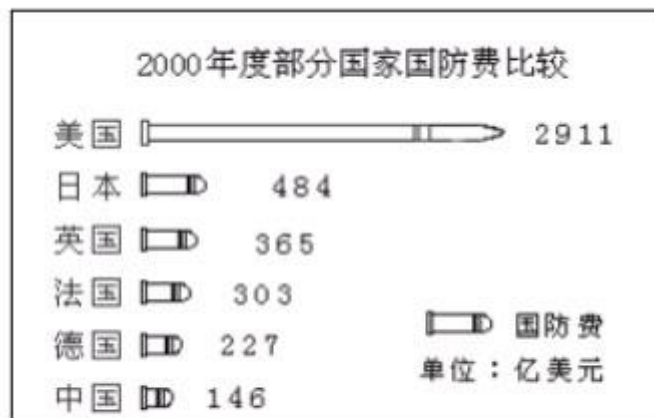 2000年度部分国家国防费比较
美国 2911
日本 484
英国 365
法国 303
德国 227
中国 146
国防费
单位：亿美元